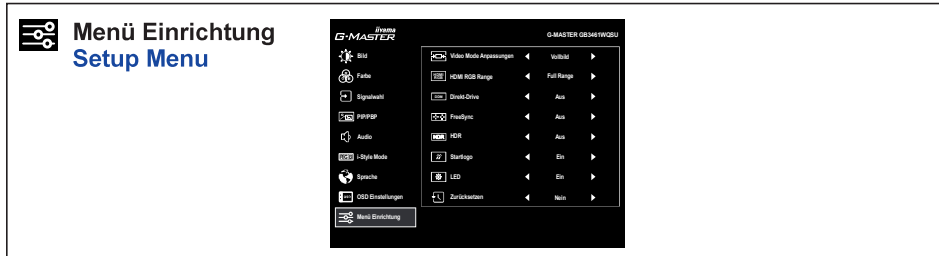 Menü Einrichtung
Setup Menu
iiyama
G-MASTER
G-MASTER GB3461WQSU
Bild
Farbe
Signalwahl
PIP/PBP
Audio
i-Style Mode
Sprache
OSD Einstellungen
Menü Einrichtung
Video Mode Anpassungen Vollbild
HDMI RGB Range Full Range
Direkt-Drive Aus
FreeSync Aus
HDR HDR Aus
Startlogo Ein
LED Ein
Zurücksetzen Nein